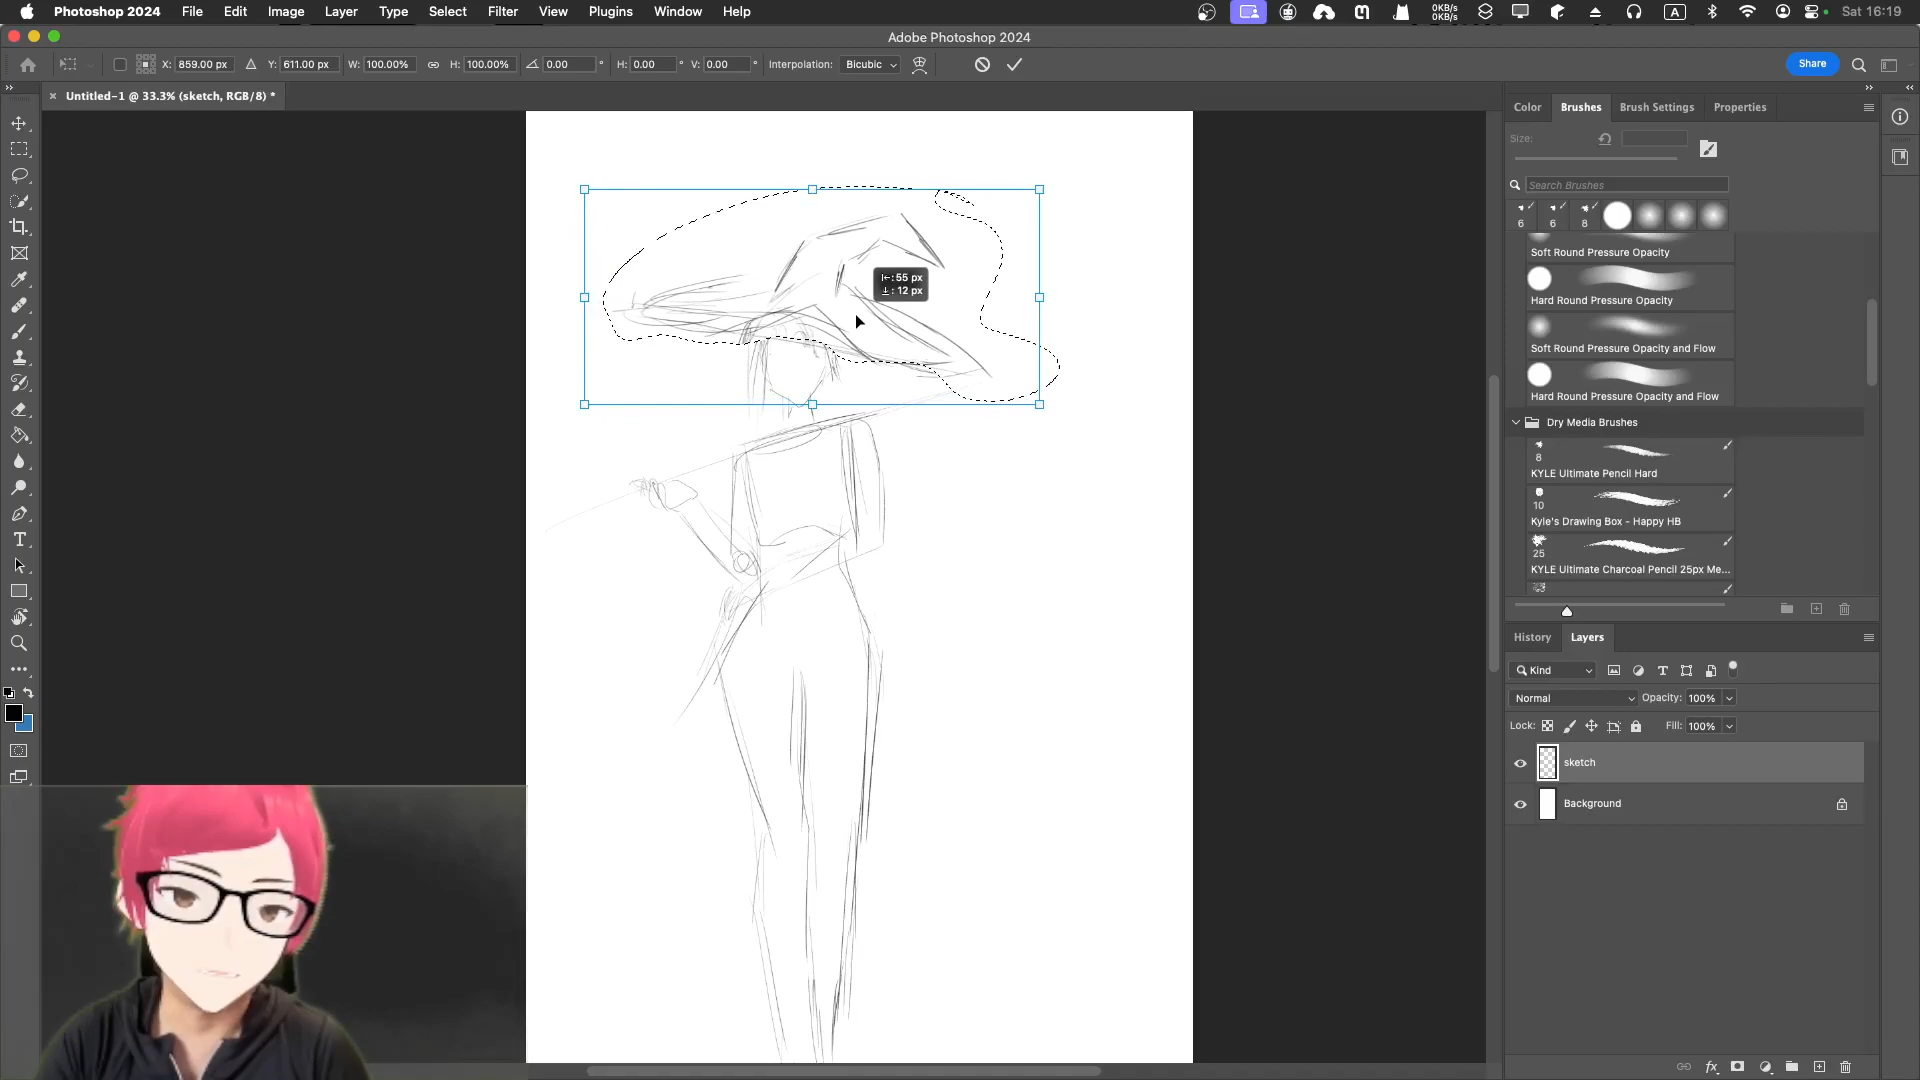 Photoshop 2024 File Edit Image Layer Type Select Filter View Plugins Window Help 0KB/s 0KB/s A Sat 16:19
Adobe Photoshop 2024
X: 859.00 px Y: 611.00 px W: 100.00% H: 100.00% 0.00 ° H: 0.00 ° V: 0.00 ° Interpolation: Bicubic Share
Untitled-1 @ 33.3% (sketch, RGB/8) *
55 px
12 px
Color Brushes Brush Settings Properties
Size:
Search Brushes
6 6 8
Soft Round Pressure Opacity
Hard Round Pressure Opacity
Soft Round Pressure Opacity and Flow
Hard Round Pressure Opacity and Flow
Dry Media Brushes
8
KYLE Ultimate Pencil Hard
10
Kyle's Drawing Box - Happy HB
25
KYLE Ultimate Charcoal Pencil 25px Me...
History Layers
Kind
Normal Opacity: 100%
Lock: Fill: 100%
sketch
Background
fx